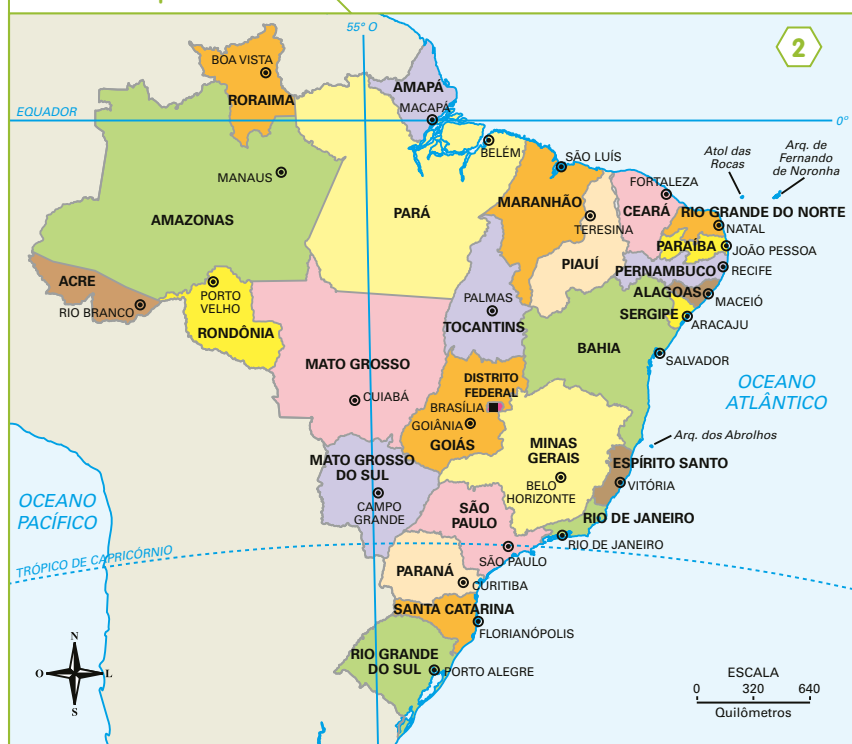 55° O
2
BOA VISTA
RORAIMA
AMAPÁ
MACAPÁ
EQUADOR
0°
BELÉM
SÃO LUÍS
Atol das
Rocas
Arq. de
Fernando
de Noronha
MANAUS
AMAZONAS
PARÁ
MARANHÃO
TERESINA
FORTALEZA
CEARÁ
RIO GRANDE DO NORTE
NATAL
PARAÍBA
JOÃO PESSOA
PIAUÍ
PERNAMBUCO
RECIFE
ACRE
RIO BRANCO
PORTO
VELHO
RONDÔNIA
PALMAS
TOCANTINS
ALAGOAS
MACEIÓ
SERGIPE
ARACAJU
BAHIA
SALVADOR
MATO GROSSO
CUIABÁ
DISTRITO
FEDERAL
BRASÍLIA
GOIÂNIA
GOIÁS
OCEANO
ATLÂNTICO
MINAS
GERAIS
BELO
HORIZONTE
Arq. dos Abrolhos
ESPÍRITO SANTO
VITÓRIA
MATO GROSSO
DO SUL
CAMPO
GRANDE
OCEANO
PACÍFICO
SÃO
PAULO
SÃO PAULO
RIO DE JANEIRO
RIO DE JANEIRO
TRÓPICO DE CAPRICÓRNIO
PARANÁ
CURITIBA
SANTA CATARINA
FLORIANÓPOLIS
RIO GRANDE
DO SUL
PORTO ALEGRE
N
O
L
S
ESCALA
0 320 640
Quilômetros